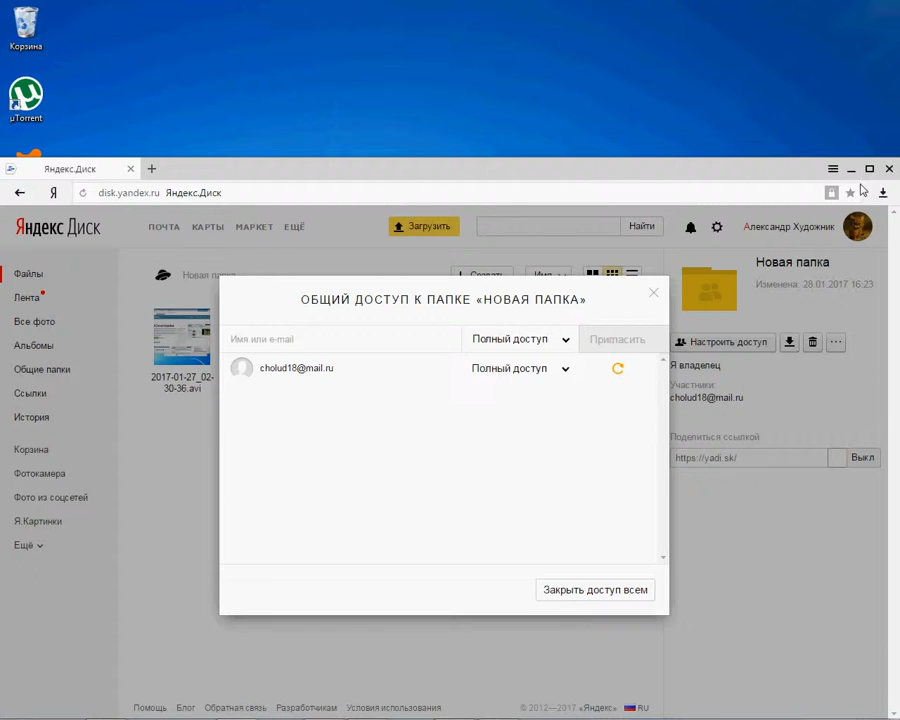 Корзина
µTorrent
Яндекс.Диск
Я
disk.yandex.ru Яндекс.Диск
Яндекс Диск
ПОЧТА КАРТЫ МАРКЕТ ЕЩЁ
Загрузить
Найти
Александр Художник
Файлы
Лента
Все фото
Альбомы
Общие папки
Ссылки
История
Корзина
Фотокамера
Фото из соцсетей
Я.Картинки
Ещё
Новая папка
Создать
Имя
2017-01-27_02-
30-36.avi
ОБЩИЙ ДОСТУП К ПАПКЕ «НОВАЯ ПАПКА»
Имя или e-mail
Полный доступ
Пригласить
cholud18@mail.ru
Полный доступ
Закрыть доступ всем
Новая папка
Изменена: 28.01.2017 16:23
Настроить доступ
Я владелец
Участники:
cholud18@mail.ru
Поделиться ссылкой
https://yadi.sk/
Выкл
Помощь Блог Обратная связь Разработчикам Условия использования
© 2012—2017 «Яндекс»
RU